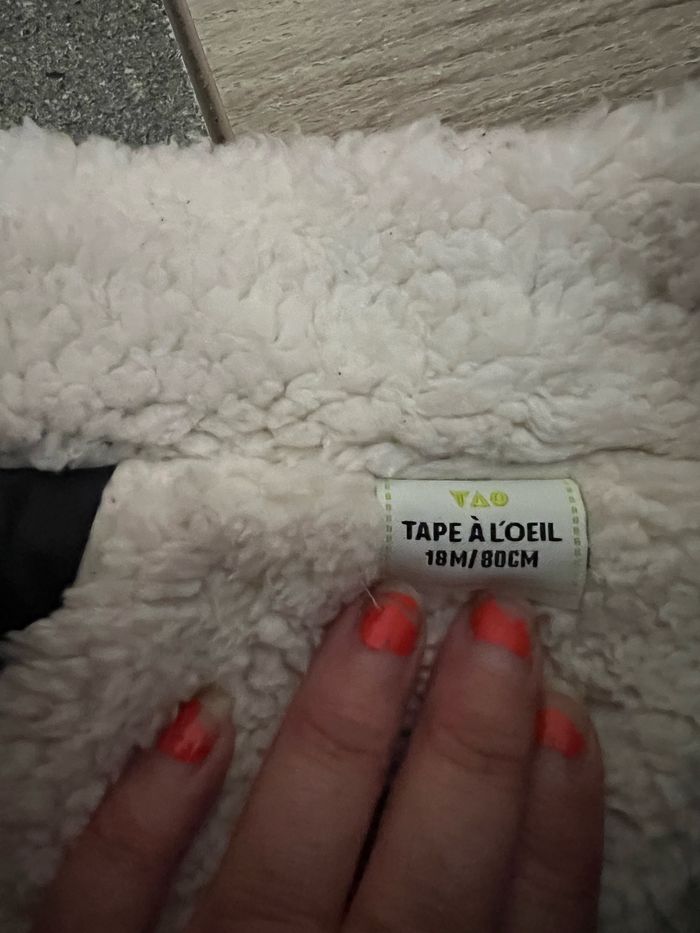 TAO
TAPE À L'OEIL
18M/80CM